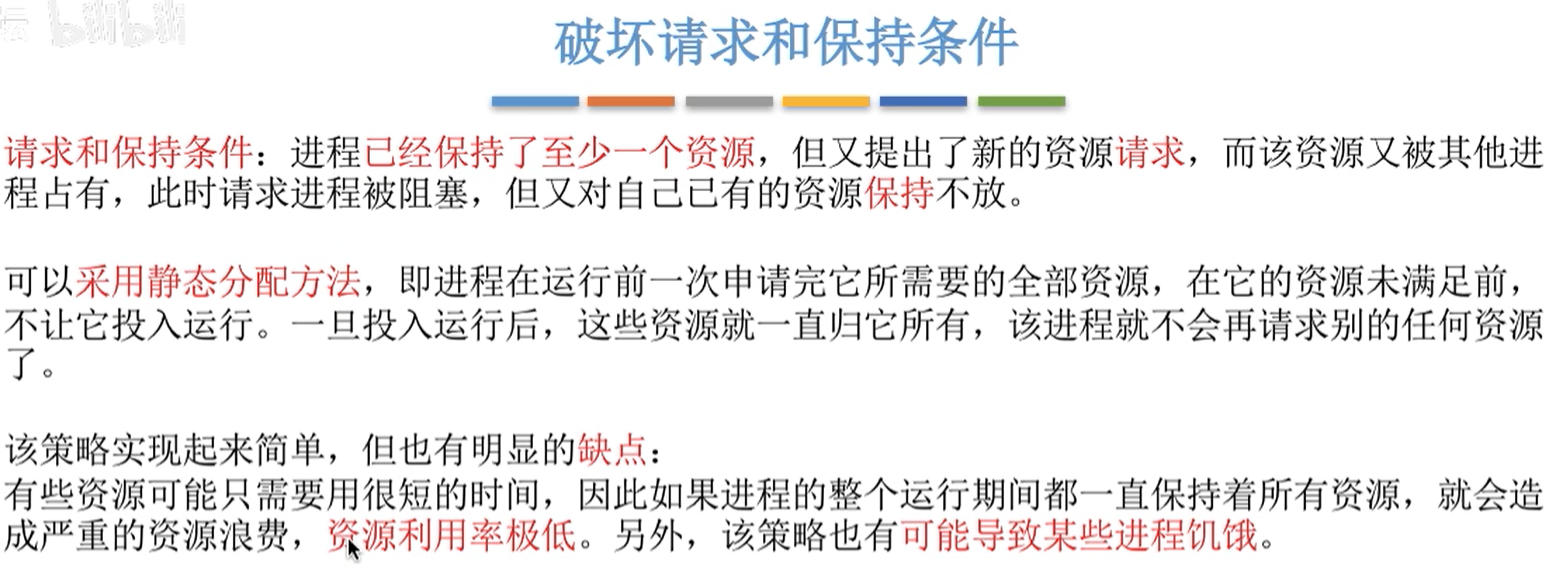 坛 bilibili
破坏请求和保持条件
请求和保持条件：进程已经保持了至少一个资源，但又提出了新的资源请求，而该资源又被其他进
程占有，此时请求进程被阻塞，但又对自己已有的资源保持不放。
可以采用静态分配方法，即进程在运行前一次申请完它所需要的全部资源，在它的资源未满足前，
不让它投入运行。一旦投入运行后，这些资源就一直归它所有，该进程就不会再请求别的任何资源
了。
该策略实现起来简单，但也有明显的缺点：
有些资源可能只需要用很短的时间，因此如果进程的整个运行期间都一直保持着所有资源，就会造
成严重的资源浪费，资源利用率极低。另外，该策略也有可能导致某些进程饥饿。